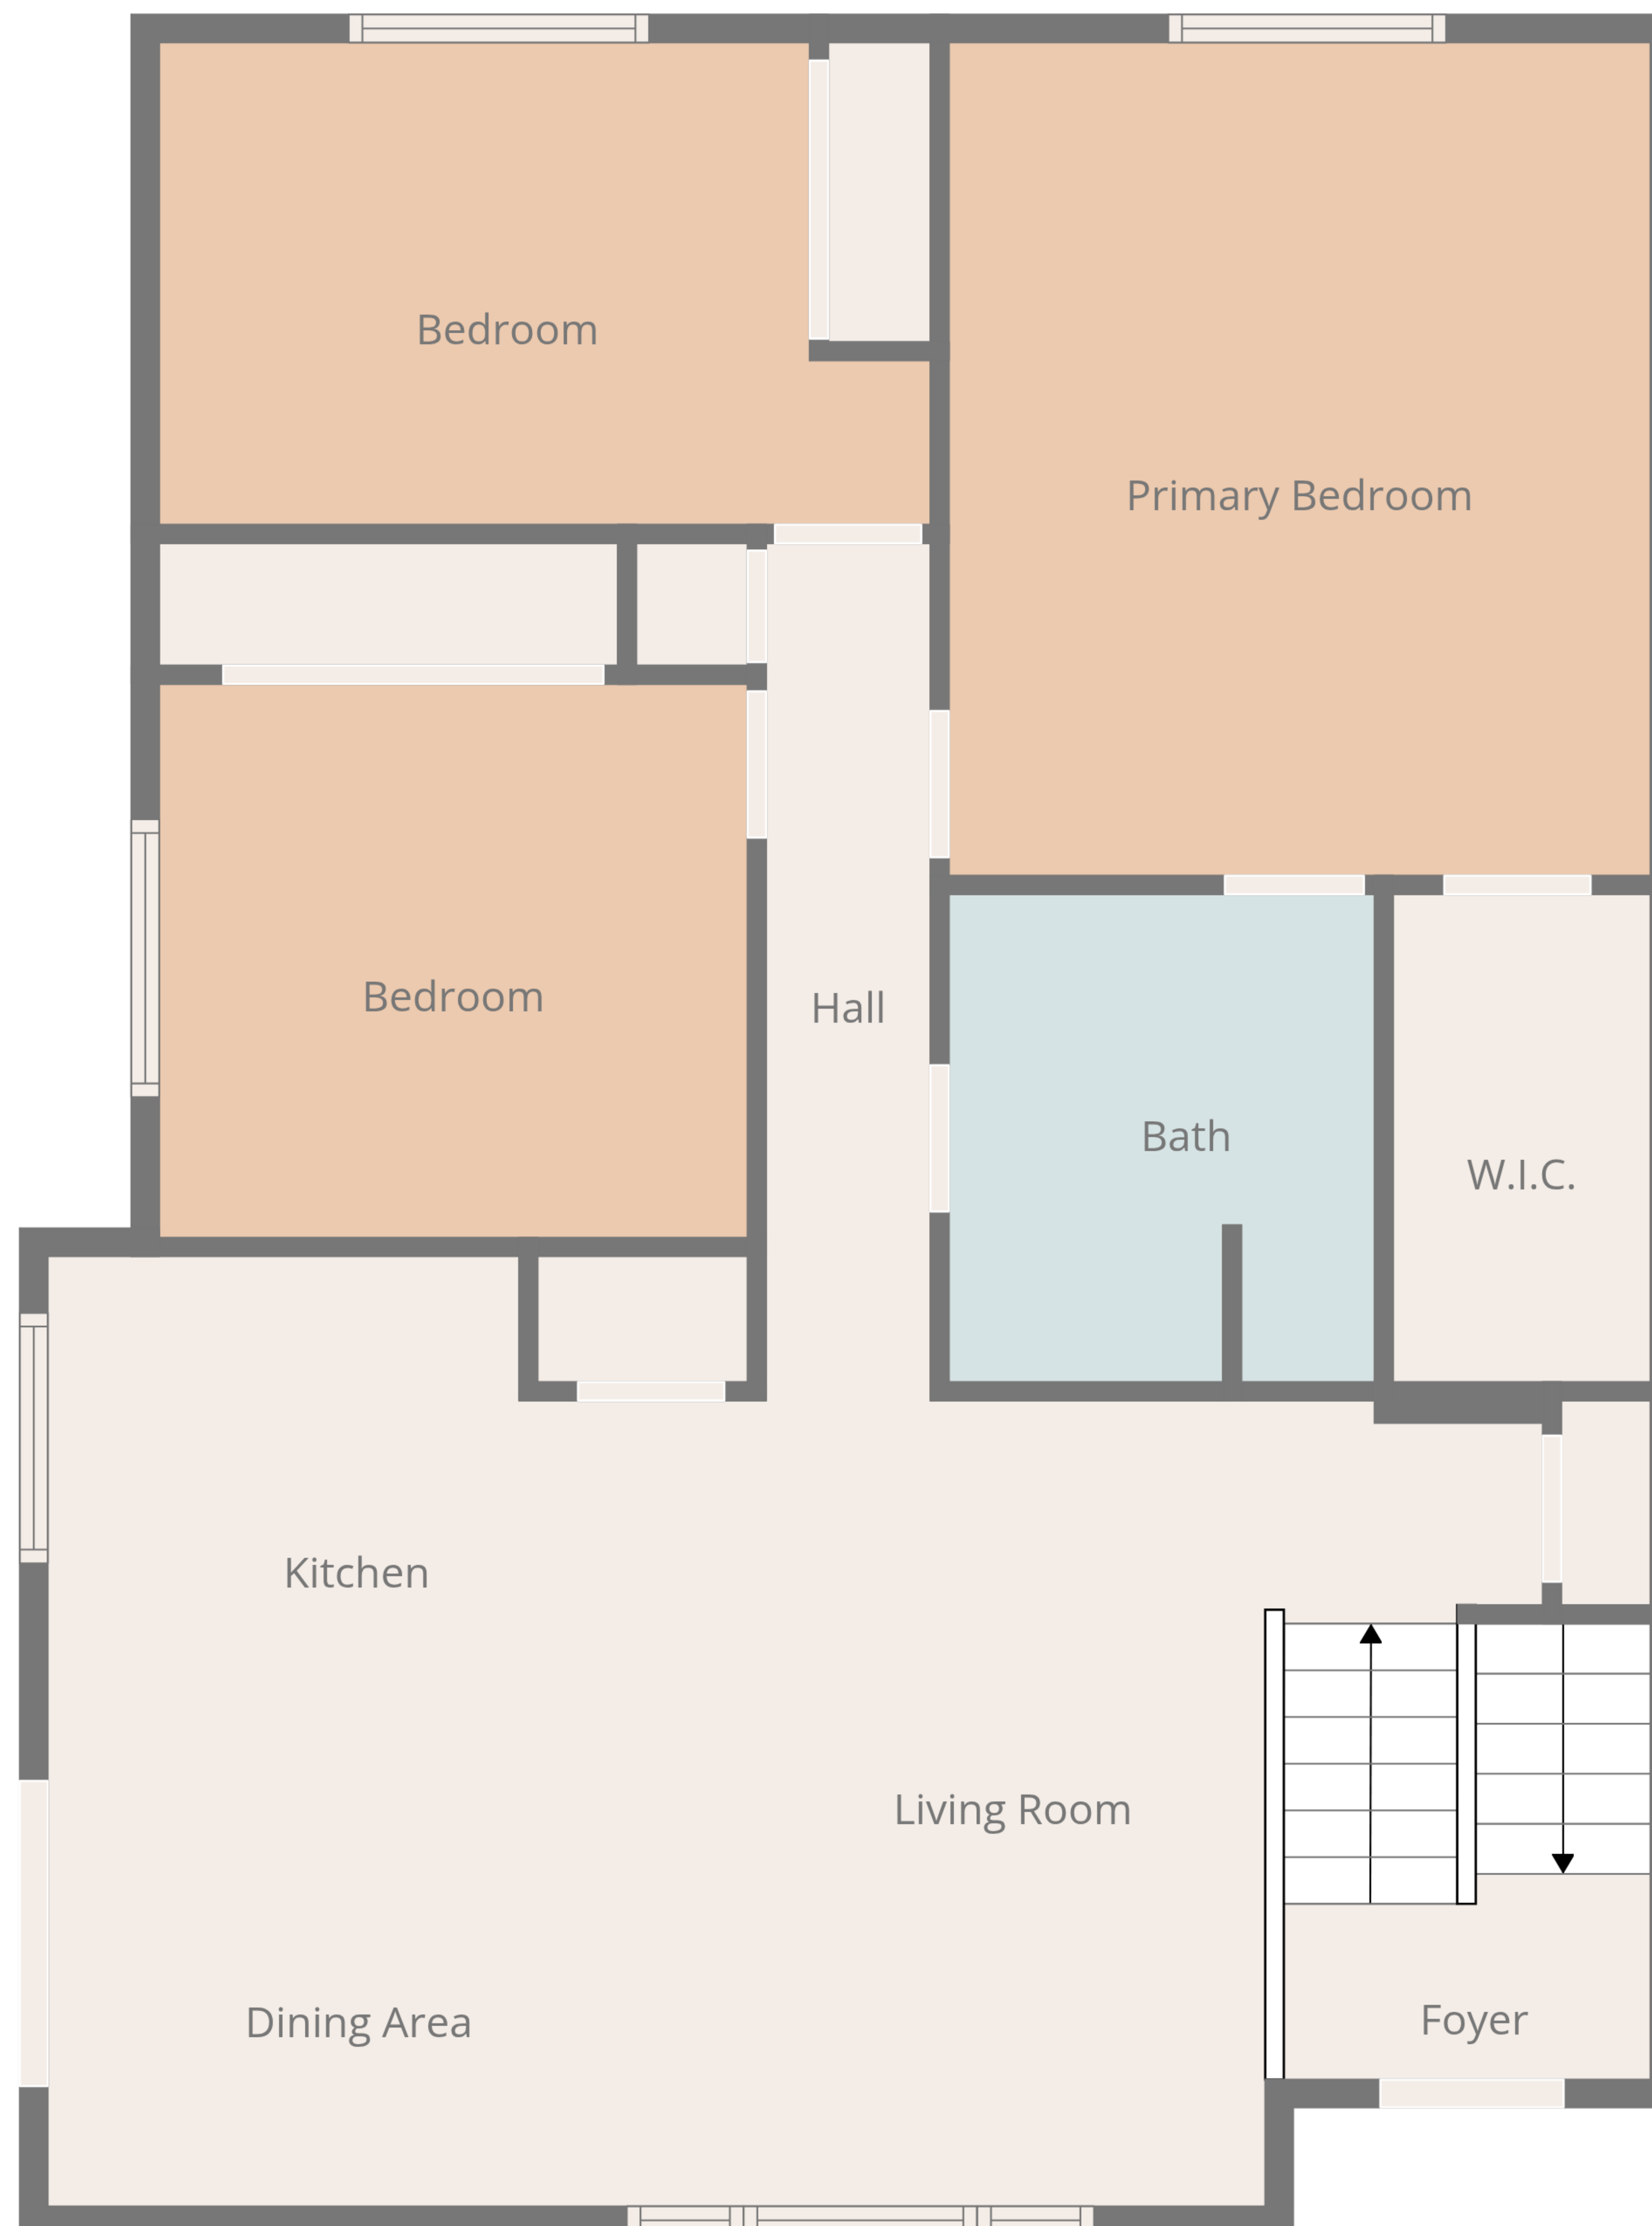 Bedroom
Primary Bedroom
Bedroom
Hall
Bath
W.I.C.
Kitchen
Living Room
Dining Area
Foyer